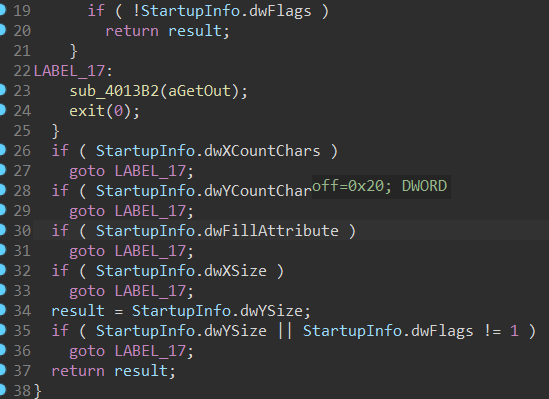 19 if ( !StartupInfo.dwFlags )
20 return result;
21 }
22 LABEL_17:
23 sub_4013B2(aGetOut);
24 exit(0);
25 }
26 if ( StartupInfo.dwXCountChars )
27 goto LABEL_17;
28 if ( StartupInfo.dwYCountChar off=0x20; DWORD
29 goto LABEL_17;
30 if ( StartupInfo.dwFillAttribute )
31 goto LABEL_17;
32 if ( StartupInfo.dwXSize )
33 goto LABEL_17;
34 result = StartupInfo.dwYSize;
35 if ( StartupInfo.dwYSize || StartupInfo.dwFlags != 1 )
36 goto LABEL_17;
37 return result;
38 }